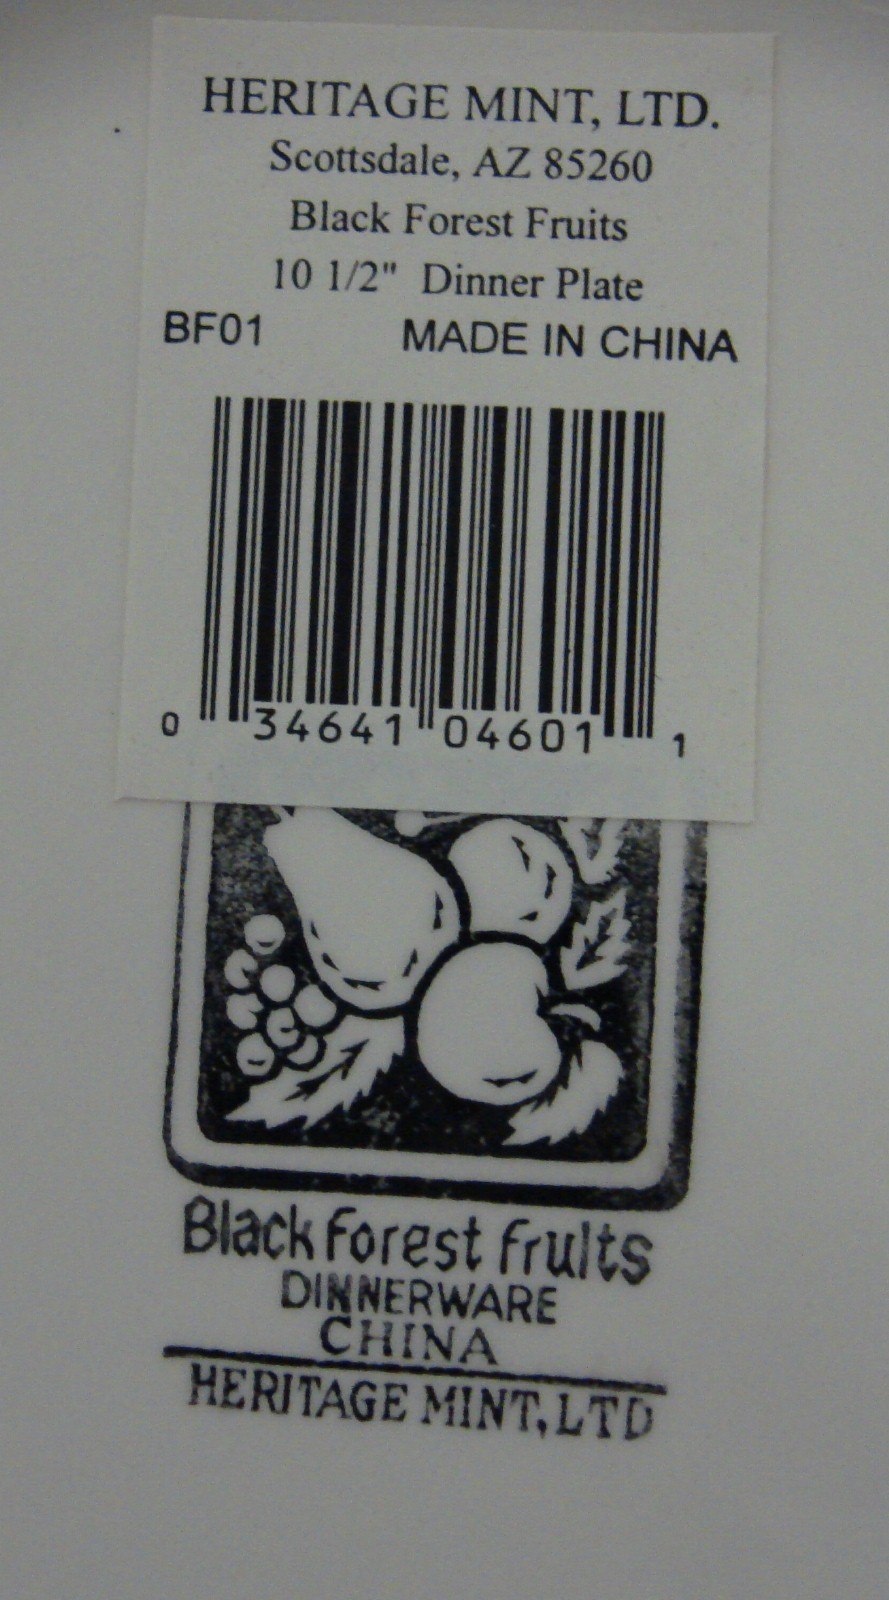 HERITAGE MINT, LTD.
Scottsdale, AZ 85260
Black Forest Fruits
10 1/2" Dinner Plate
BF01 MADE IN CHINA
0 34641 04601 1
Black forest fruits
DINNERWARE
CHINA
HERITAGE MINT, LTD